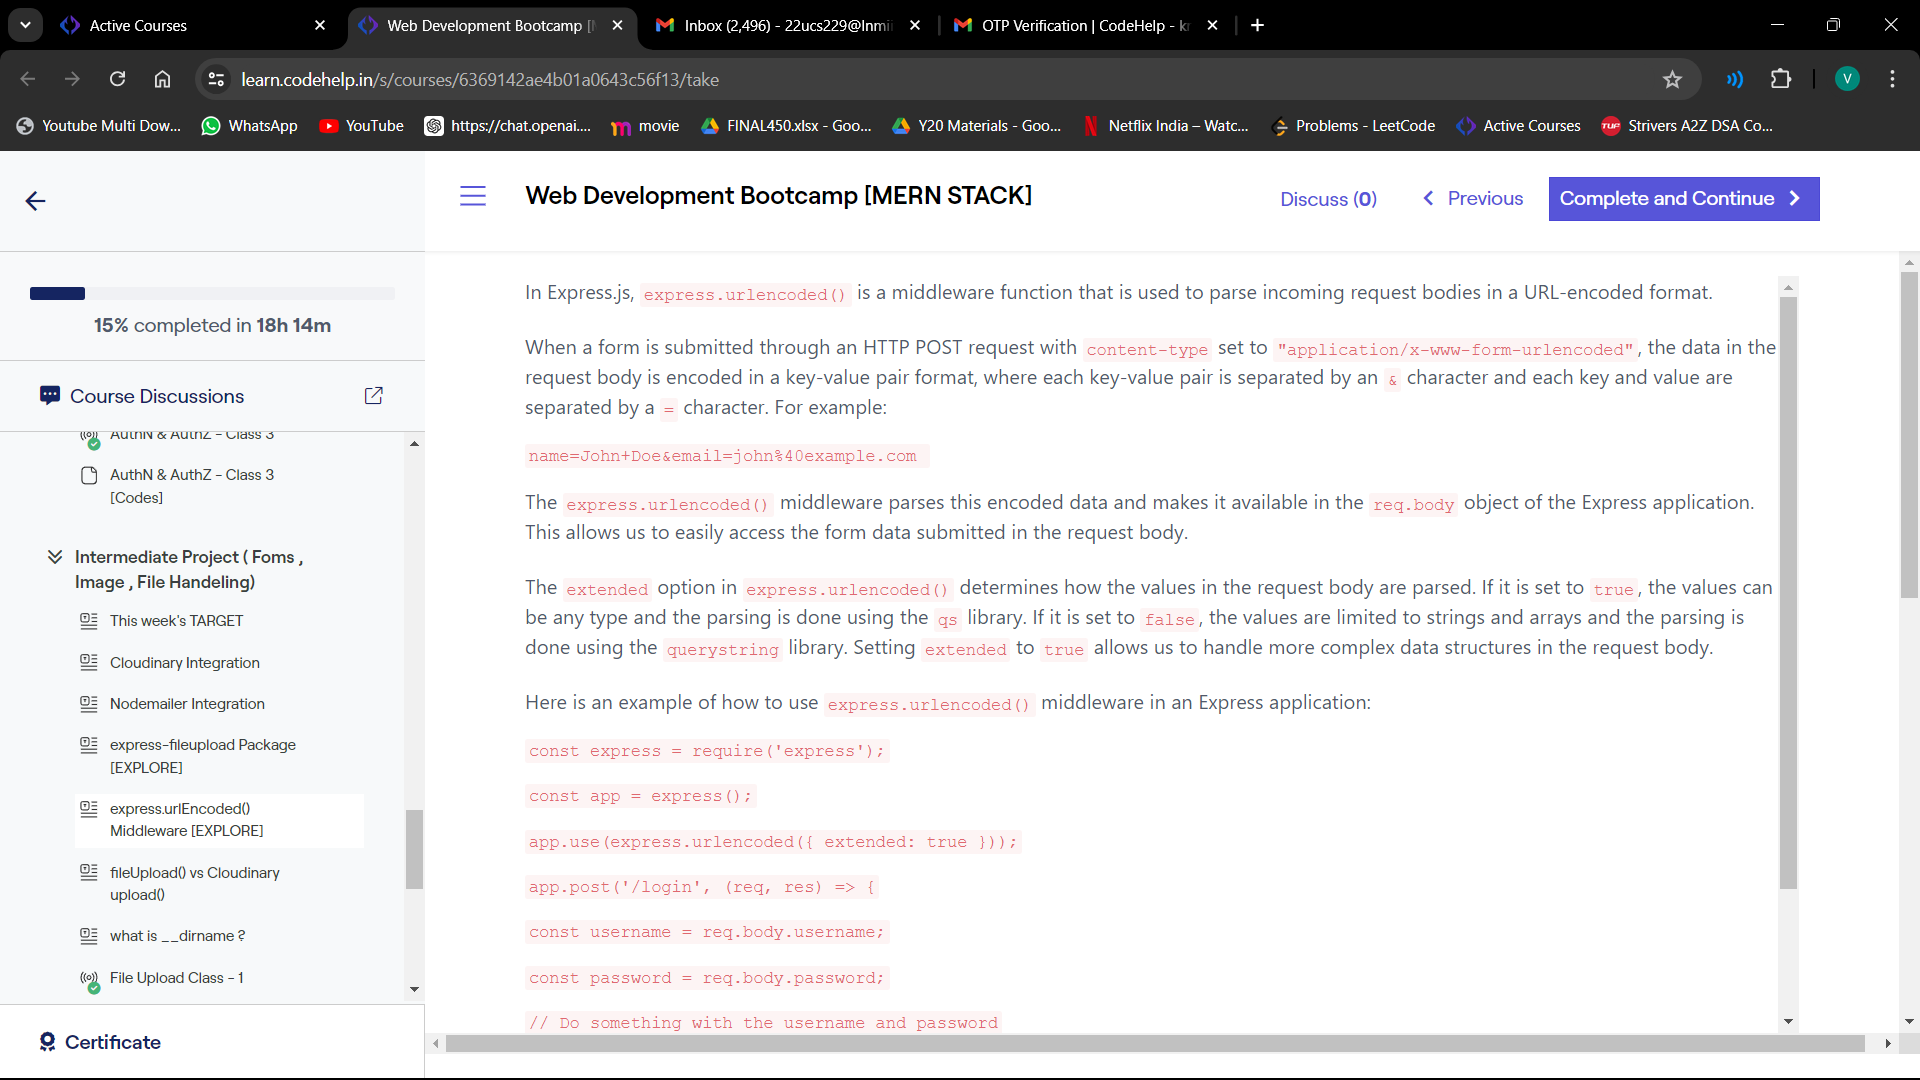 Active Courses
Web Development Bootcamp [
Inbox (2,496) - 22ucs229@lnmii
OTP Verification | CodeHelp - k
learn.codehelp.in/s/courses/6369142ae4b01a0643c56f13/take
V
Youtube Multi Dow...
WhatsApp
YouTube
https://chat.openai....
movie
FINAL450.xlsx - Goo...
Y20 Materials - Goo...
Netflix India – Watc...
Problems - LeetCode
Active Courses
TUF
Strivers A2Z DSA Co...
Web Development Bootcamp [MERN STACK]
Discuss (0)
Previous
Complete and Continue
15% completed in 18h 14m
Course Discussions
AuthN & AuthZ - Class 3
AuthN & AuthZ - Class 3
[Codes]
Intermediate Project ( Foms ,
Image , File Handeling)
This week's TARGET
Cloudinary Integration
Nodemailer Integration
express-fileupload Package
[EXPLORE]
express.urlEncoded()
Middleware [EXPLORE]
fileUpload() vs Cloudinary
upload()
what is __dirname ?
File Upload Class - 1
Certificate
In Express.js, express.urlencoded() is a middleware function that is used to parse incoming request bodies in a URL-encoded format.
When a form is submitted through an HTTP POST request with content-type set to "application/x-www-form-urlencoded", the data in the
request body is encoded in a key-value pair format, where each key-value pair is separated by an & character and each key and value are
separated by a = character. For example:
name=John+Doe&email=john%40example.com
The express.urlencoded() middleware parses this encoded data and makes it available in the req.body object of the Express application.
This allows us to easily access the form data submitted in the request body.
The extended option in express.urlencoded() determines how the values in the request body are parsed. If it is set to true, the values can
be any type and the parsing is done using the qs library. If it is set to false, the values are limited to strings and arrays and the parsing is
done using the querystring library. Setting extended to true allows us to handle more complex data structures in the request body.
Here is an example of how to use express.urlencoded() middleware in an Express application:
const express = require('express');
const app = express();
app.use(express.urlencoded({ extended: true }));
app.post('/login', (req, res) => {
const username = req.body.username;
const password = req.body.password;
// Do something with the username and password